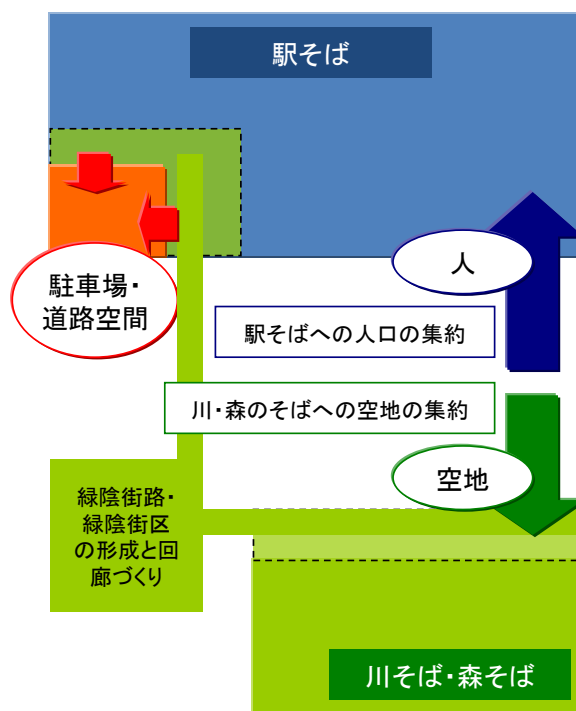 駅そば
駐車場・
道路空間
人
駅そばへの人口の集約
川・森のそばへの空地の集約
空地
緑陰街路・
緑陰街区
の形成と回
廊づくり
川そば・森そば